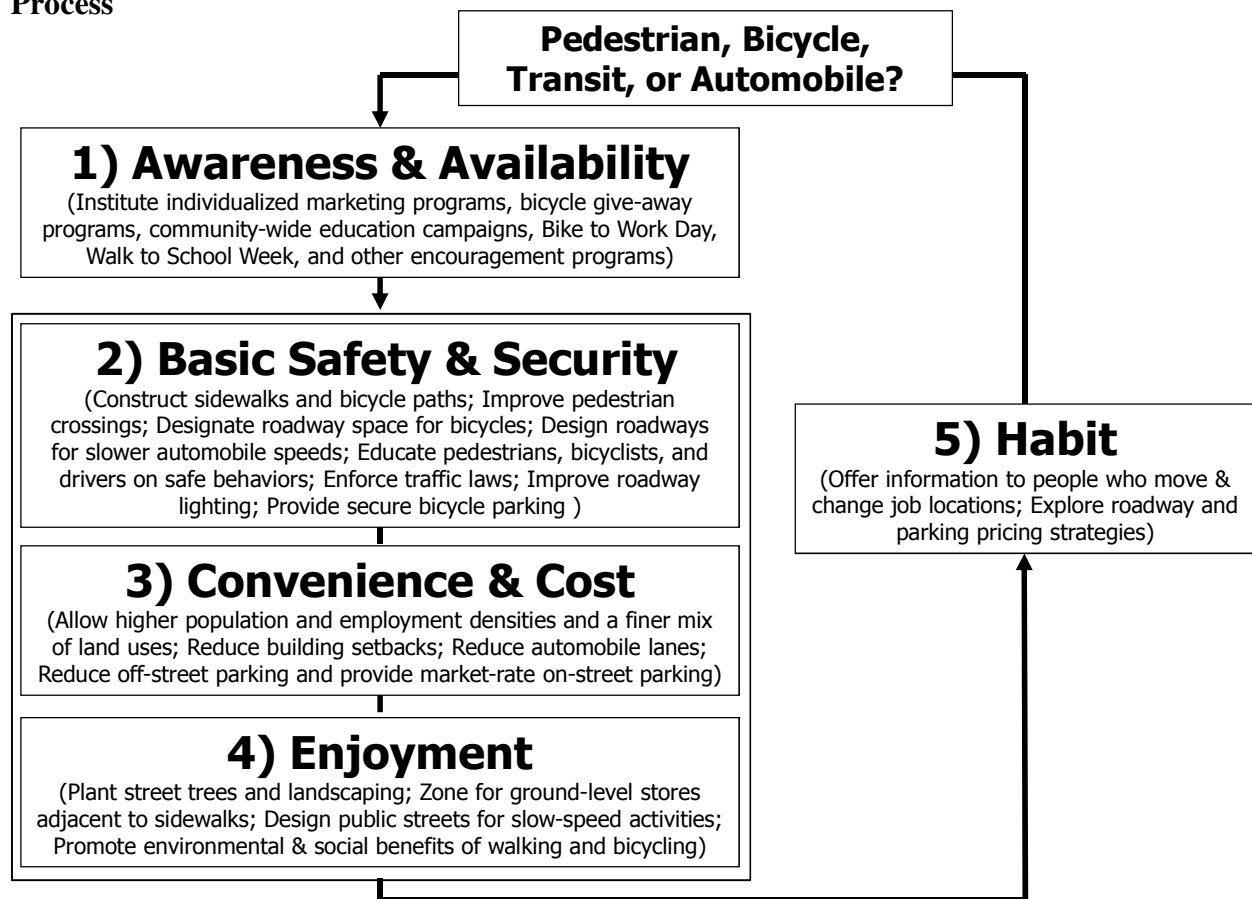 Process
Pedestrian, Bicycle,
Transit, or Automobile?
1) Awareness & Availability
(Institute individualized marketing programs, bicycle give-away
programs, community-wide education campaigns, Bike to Work Day,
Walk to School Week, and other encouragement programs)
2) Basic Safety & Security
(Construct sidewalks and bicycle paths; Improve pedestrian
crossings; Designate roadway space for bicycles; Design roadways
for slower automobile speeds; Educate pedestrians, bicyclists, and
drivers on safe behaviors; Enforce traffic laws; Improve roadway
lighting; Provide secure bicycle parking )
3) Convenience & Cost
(Allow higher population and employment densities and a finer mix
of land uses; Reduce building setbacks; Reduce automobile lanes;
Reduce off-street parking and provide market-rate on-street parking)
4) Enjoyment
(Plant street trees and landscaping; Zone for ground-level stores
adjacent to sidewalks; Design public streets for slow-speed activities;
Promote environmental & social benefits of walking and bicycling)
5) Habit
(Offer information to people who move &
change job locations; Explore roadway and
parking pricing strategies)